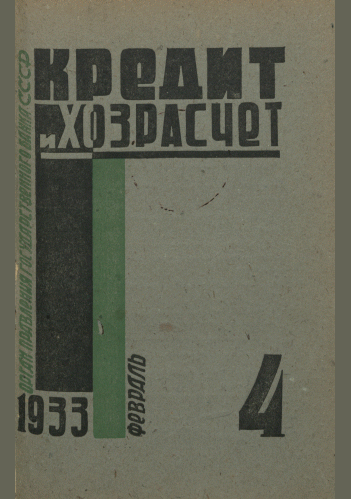 КРЕДИТ
и ХОЗРАСЧЕТ
ОРГАН ПРАВЛЕНИЯ ГОСУДАРСТВЕННОГО БАНКА СССР
1933
ФЕВРАЛЬ
4